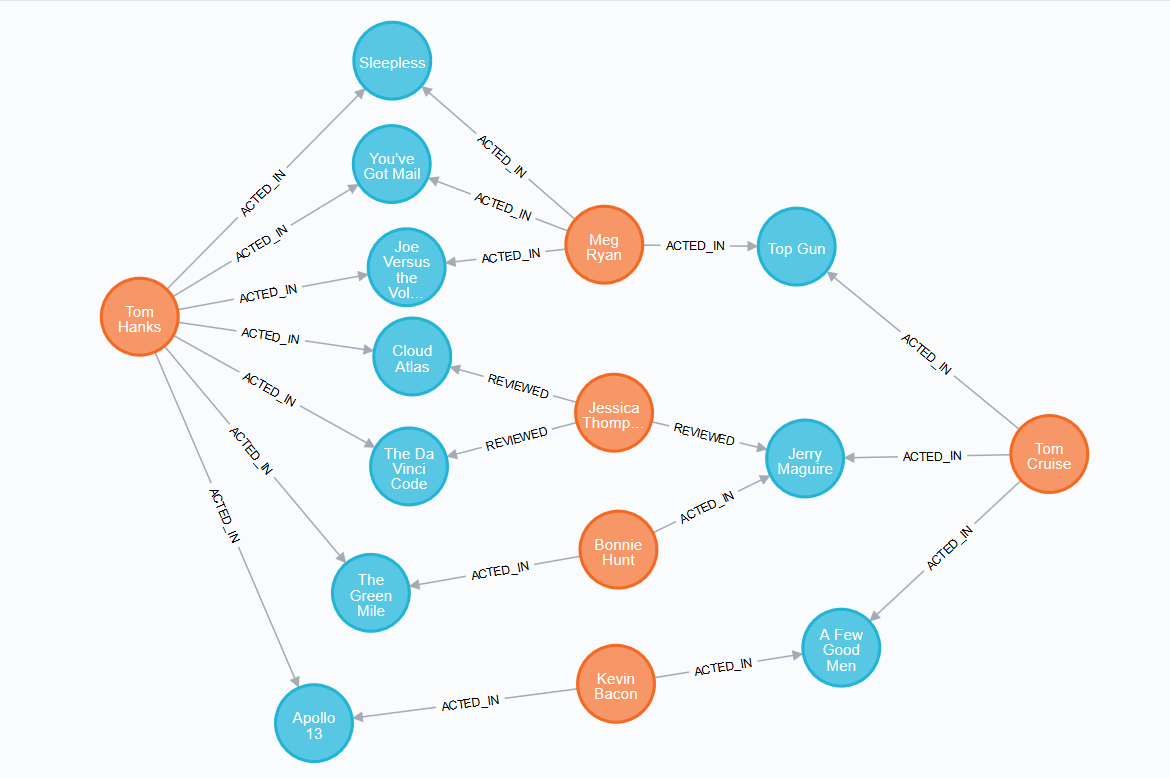 Sleepless
ACTED_IN
ACTED_IN
You've
Got Mail
ACTED_IN
ACTED_IN
Meg
Ryan
ACTED_IN
Top Gun
Joe
Versus
the
Vol...
ACTED_IN
ACTED_IN
Tom
Hanks
ACTED_IN
Cloud
Atlas
ACTED_IN
REVIEWED
Jessica
Thomp...
ACTED_IN
REVIEWED
REVIEWED
The Da
Vinci
Code
Jerry
Maguire
ACTED_IN
Tom
Cruise
ACTED_IN
ACTED_IN
ACTED_IN
Bonnie
Hunt
ACTED_IN
ACTED_IN
The
Green
Mile
A Few
Good
Men
Kevin
Bacon
ACTED_IN
ACTED_IN
Apollo
13